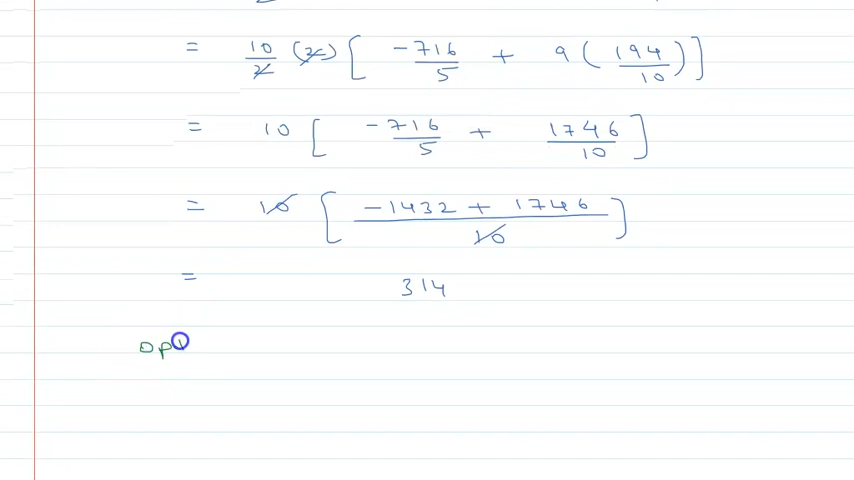 = 10/2 (2) [ -716/5 + 9 ( 194/10 ) ]
= 10 [ -716/5 + 1746/10 ]
= 10 [ -1432 + 1746 / 10 ]
= 314